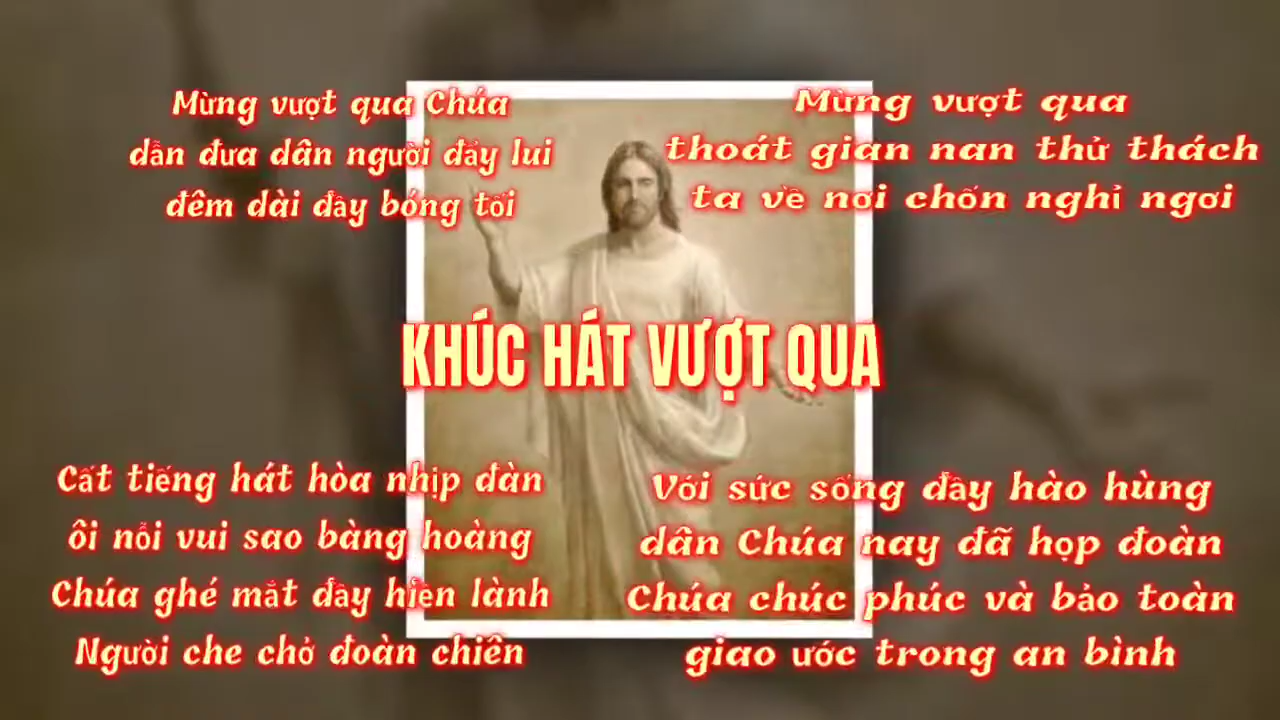 Mừng vượt qua Chúa
dẫn đưa dân người đẩy lui
đêm dài đầy bóng tối
Mừng vượt qua
thoát gian nan thử thách
ta về nơi chốn nghỉ ngơi
KHÚC HÁT VƯỢT QUA
Cất tiếng hát hòa nhịp đàn
ôi nỗi vui sao bàng hoàng
Chúa ghé mắt đầy hiền lành
Người che chở đoàn chiên
Với sức sống đầy hào hùng
dân Chúa nay đã họp đoàn
Chúa chúc phúc và bảo toàn
giao ước trong an bình